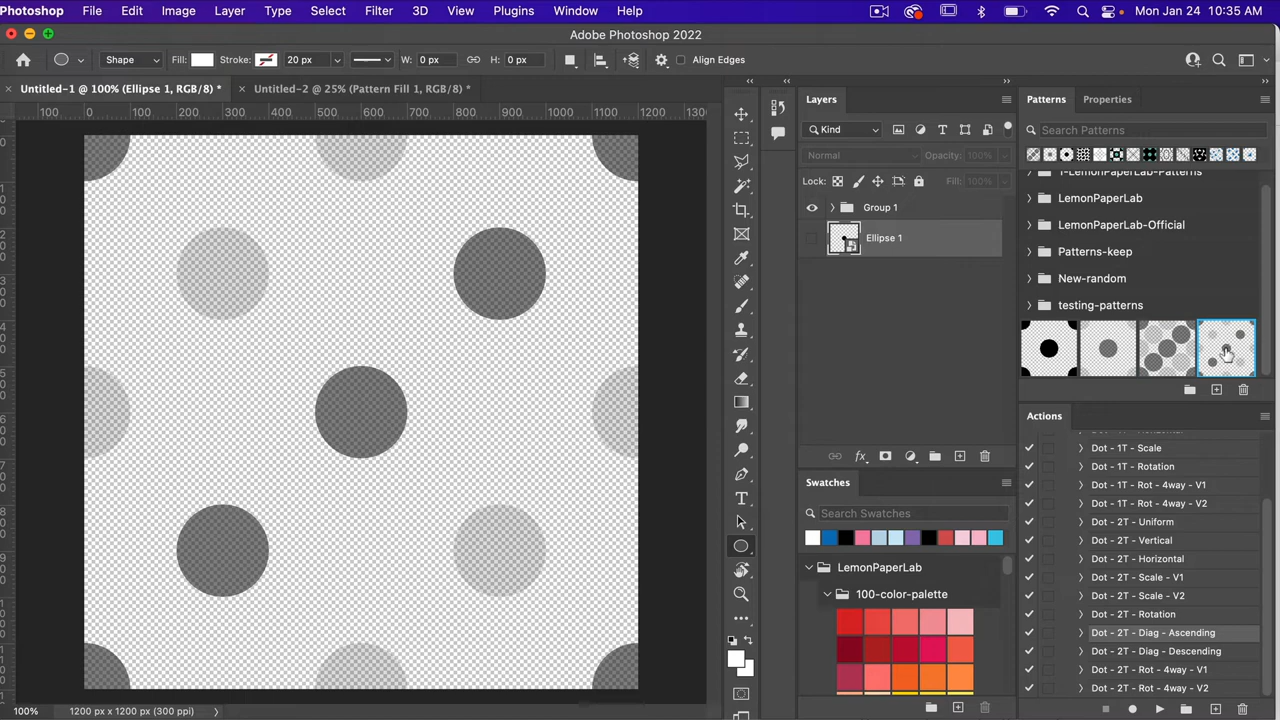 Photoshop File Edit Image Layer Type Select Filter 3D View Plugins Window Help Mon Jan 24 10:35 AM
Adobe Photoshop 2022
Shape Fill: Stroke: 20 px W: 0 px H: 0 px Align Edges
Untitled-1 @ 100% (Ellipse 1, RGB/8) * Untitled-2 @ 25% (Pattern Fill 1, RGB/8) *
100 0 100 200 300 400 500 600 700 800 900 1000 1100 1200 1300
Layers
Kind
Normal Opacity: 100%
Lock: Fill: 100%
Group 1
Ellipse 1
Swatches
Search Swatches
LemonPaperLab
100-color-palette
Patterns Properties
Search Patterns
1-LemonPaperLab-Patterns
LemonPaperLab
LemonPaperLab-Official
Patterns-keep
New-random
testing-patterns
Actions
Dot - 1T - Scale
Dot - 1T - Rotation
Dot - 1T - Rot - 4way - V1
Dot - 1T - Rot - 4way - V2
Dot - 2T - Uniform
Dot - 2T - Vertical
Dot - 2T - Horizontal
Dot - 2T - Scale - V1
Dot - 2T - Scale - V2
Dot - 2T - Rotation
Dot - 2T - Diag - Ascending
Dot - 2T - Diag - Descending
Dot - 2T - Rot - 4way - V1
Dot - 2T - Rot - 4way - V2
100% 1200 px x 1200 px (300 ppi)